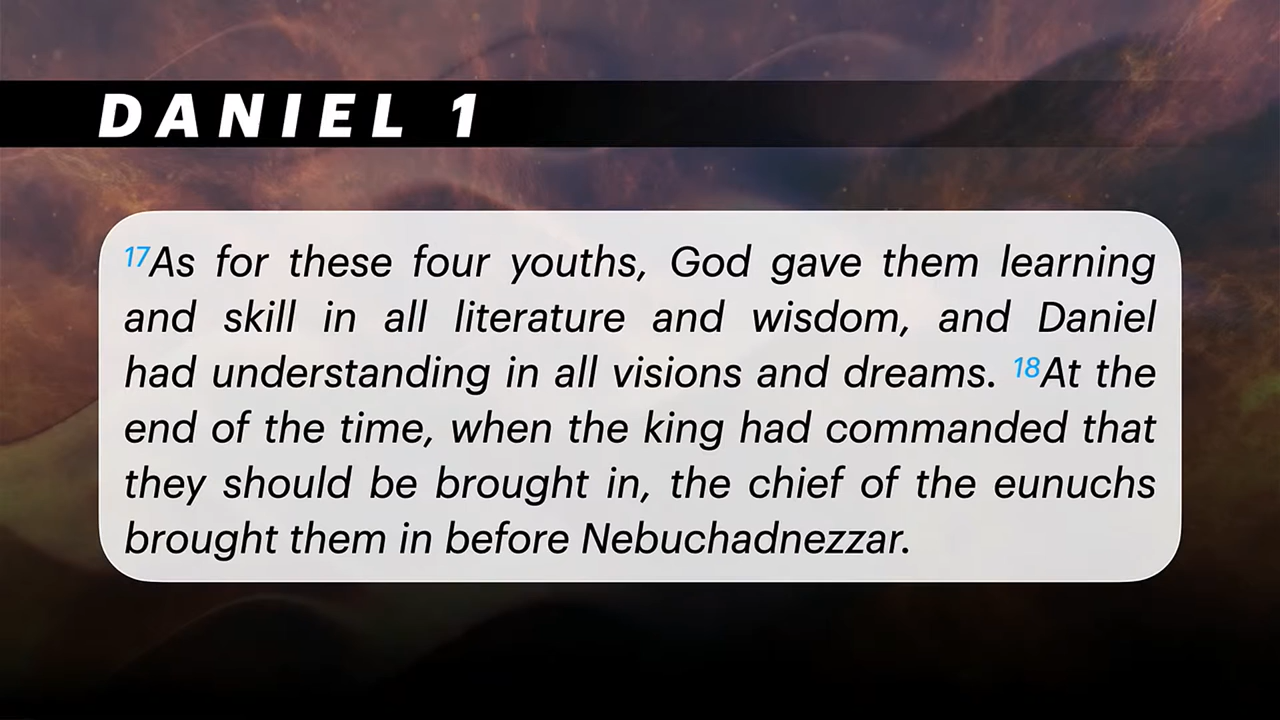 DANIEL 1
17As for these four youths, God gave them learning
and skill in all literature and wisdom, and Daniel
had understanding in all visions and dreams. 18At the
end of the time, when the king had commanded that
they should be brought in, the chief of the eunuchs
brought them in before Nebuchadnezzar.